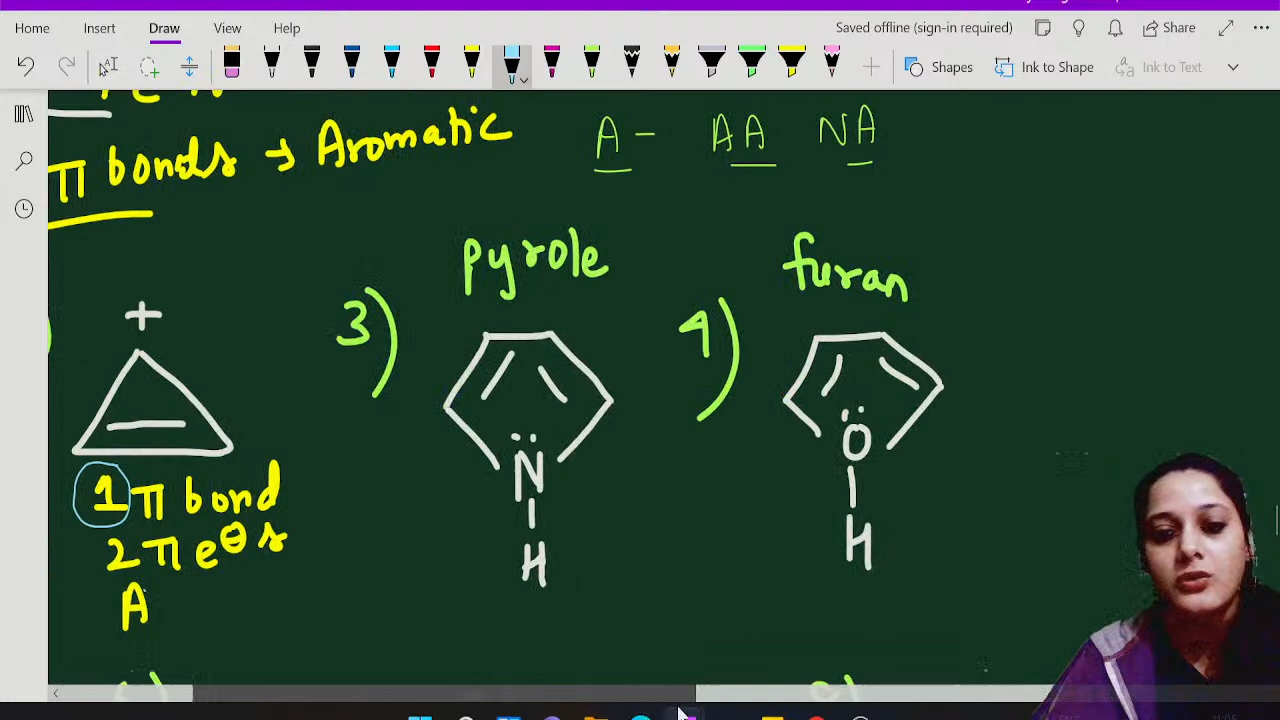 Home Insert Draw View Help
Saved offline (sign-in required) Share
Shapes Ink to Shape Ink to Text
π bonds → Aromatic
A - AA NA
pyrole
furan
3)
4)
+
N
H
O
H
1 π bond
2 π e⊖s
A